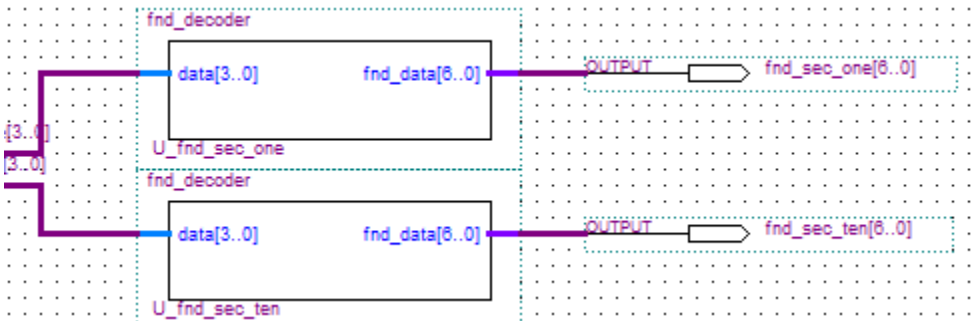 fnd_decoder
data[3..0] fnd_data[6..0] OUTPUT fnd_sec_one[6..0]
[3..0]
U_fnd_sec_one
[3..0]
fnd_decoder
data[3..0] fnd_data[6..0] OUTPUT fnd_sec_ten[6..0]
U_fnd_sec_ten